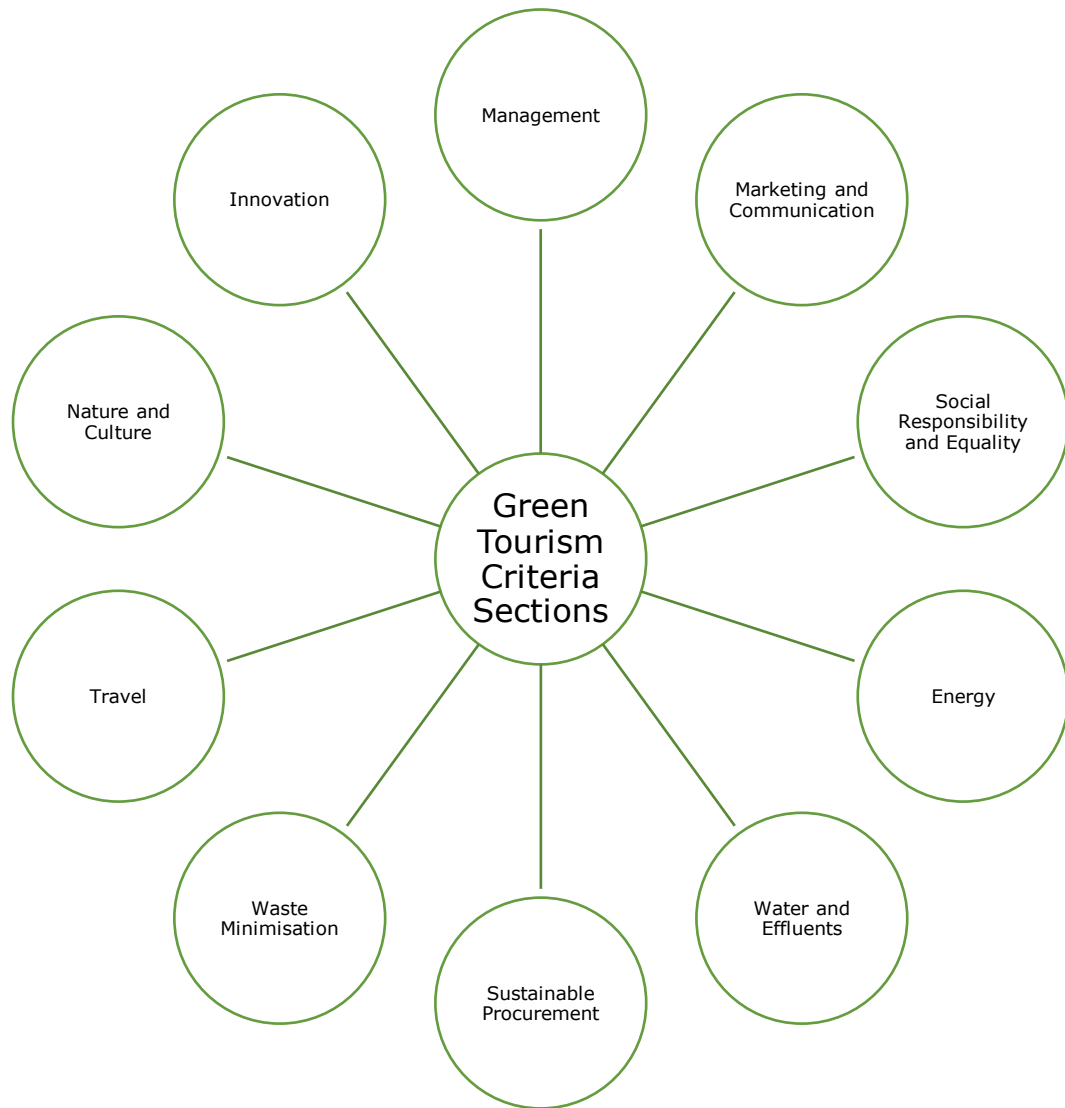 Management
Marketing and
Communication
Social
Responsibility
and Equality
Energy
Water and
Effluents
Sustainable
Procurement
Waste
Minimisation
Travel
Nature and
Culture
Innovation
Green
Tourism
Criteria
Sections